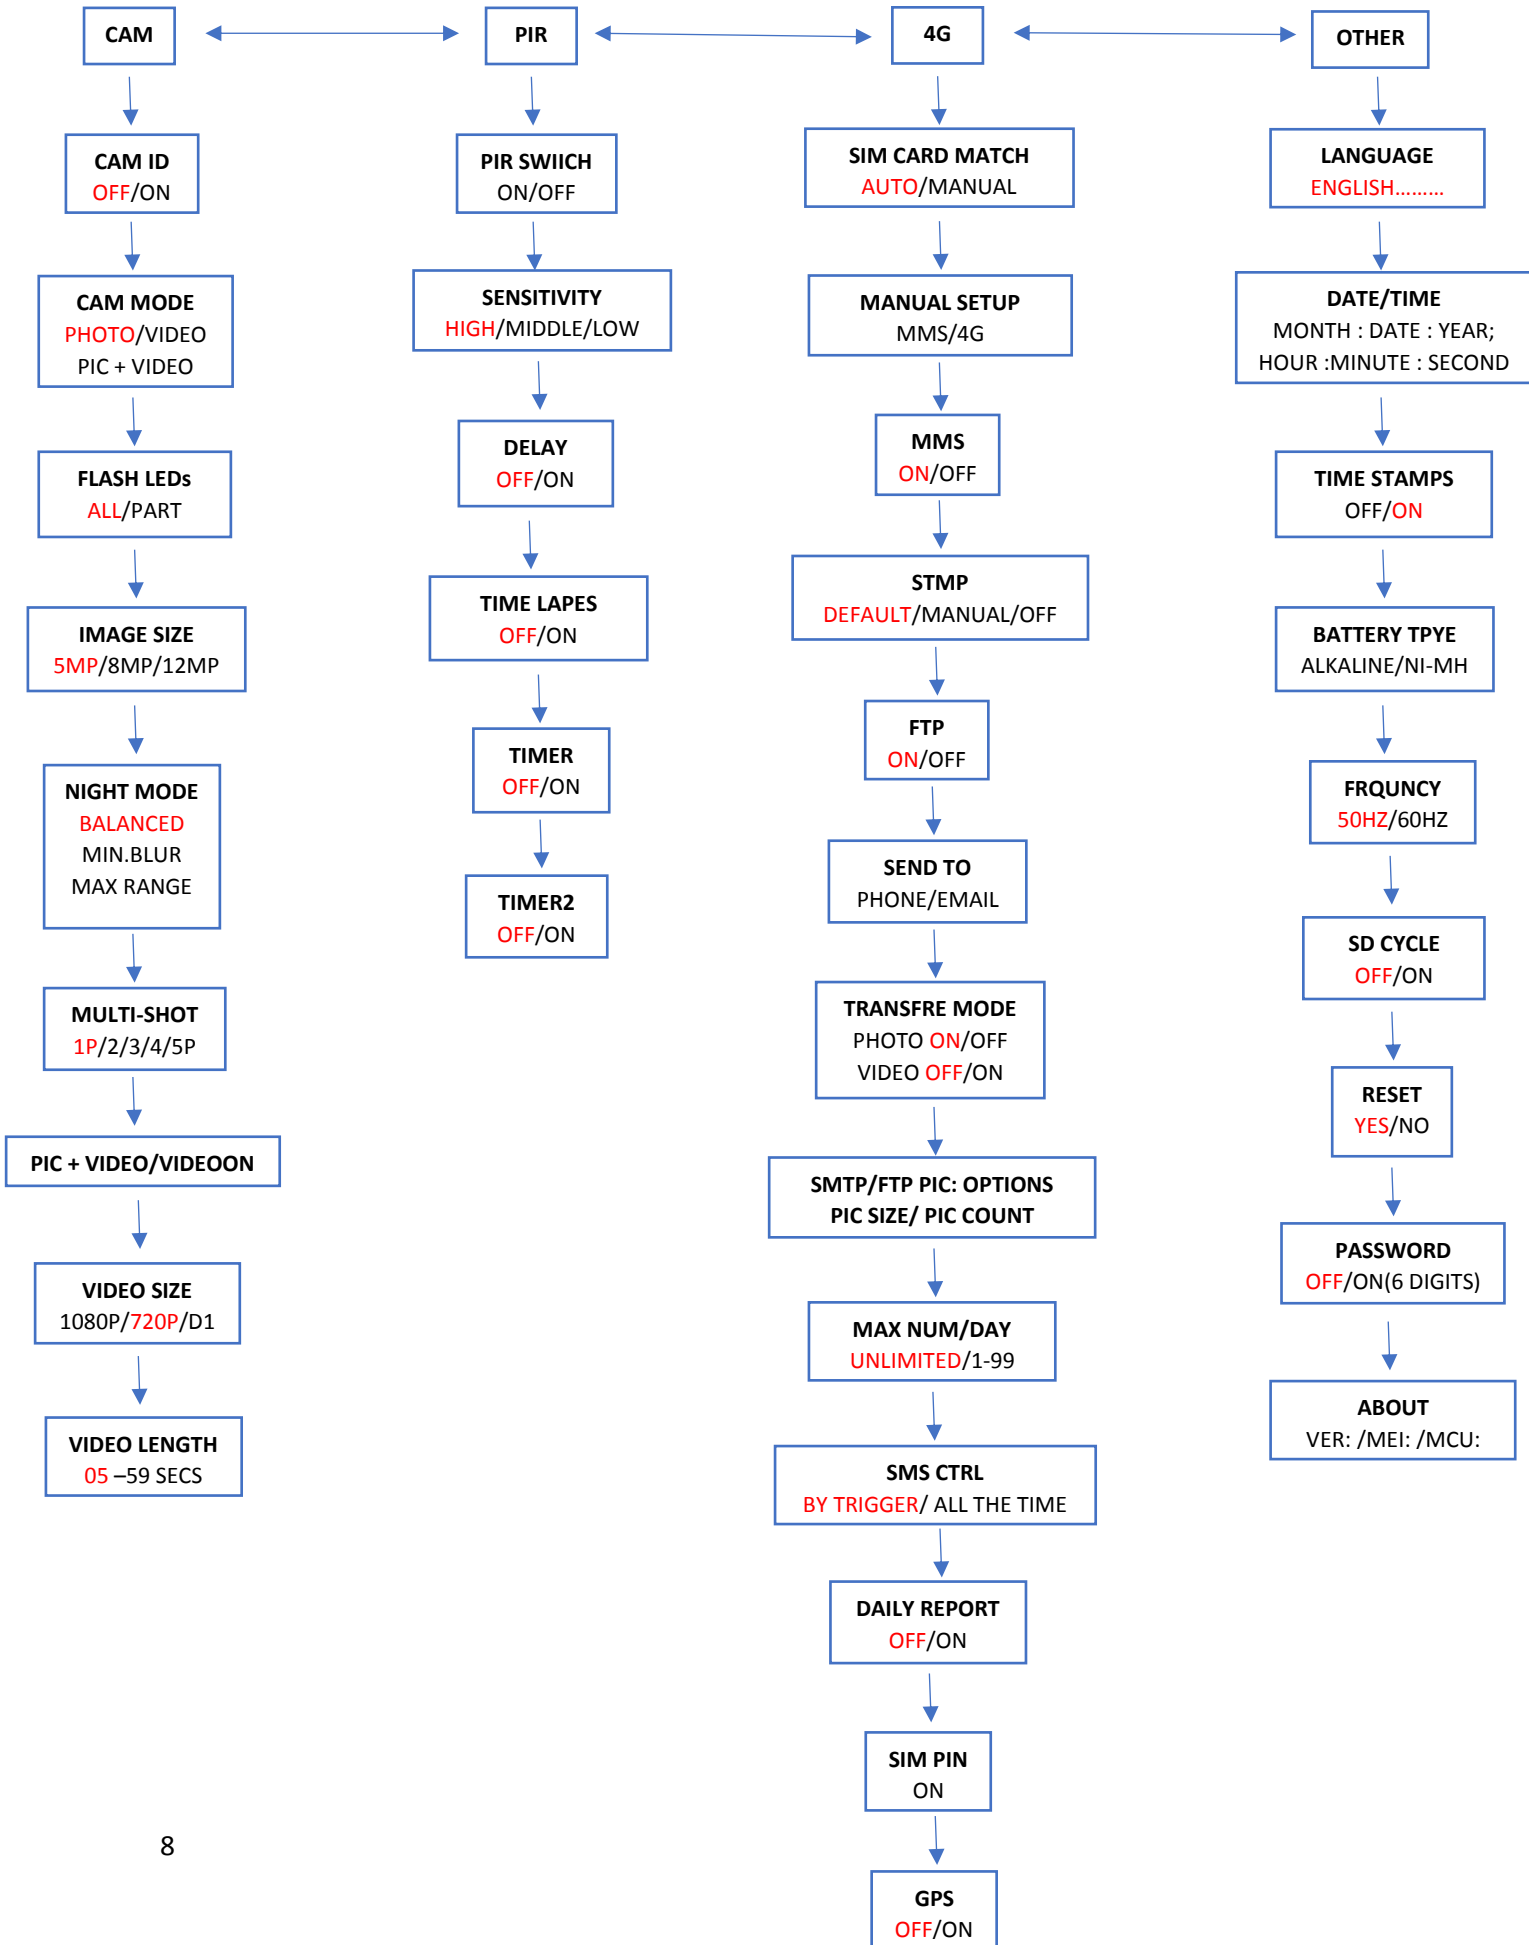 CAM
PIR
4G
OTHER
CAM ID
OFF/ON
CAM MODE
PHOTO/VIDEO
PIC + VIDEO
FLASH LEDs
ALL/PART
IMAGE SIZE
5MP/8MP/12MP
NIGHT MODE
BALANCED
MIN.BLUR
MAX RANGE
MULTI-SHOT
1P/2/3/4/5P
PIC + VIDEO/VIDEOON
VIDEO SIZE
1080P/720P/D1
VIDEO LENGTH
05 –59 SECS
PIR SWIICH
ON/OFF
SENSITIVITY
HIGH/MIDDLE/LOW
DELAY
OFF/ON
TIME LAPES
OFF/ON
TIMER
OFF/ON
TIMER2
OFF/ON
SIM CARD MATCH
AUTO/MANUAL
MANUAL SETUP
MMS/4G
MMS
ON/OFF
STMP
DEFAULT/MANUAL/OFF
FTP
ON/OFF
SEND TO
PHONE/EMAIL
TRANSFRE MODE
PHOTO ON/OFF
VIDEO OFF/ON
SMTP/FTP PIC: OPTIONS
PIC SIZE/ PIC COUNT
MAX NUM/DAY
UNLIMITED/1-99
SMS CTRL
BY TRIGGER/ ALL THE TIME
DAILY REPORT
OFF/ON
SIM PIN
ON
GPS
OFF/ON
LANGUAGE
ENGLISH.........
DATE/TIME
MONTH : DATE : YEAR;
HOUR :MINUTE : SECOND
TIME STAMPS
OFF/ON
BATTERY TPYE
ALKALINE/NI-MH
FRQUNCY
50HZ/60HZ
SD CYCLE
OFF/ON
RESET
YES/NO
PASSWORD
OFF/ON(6 DIGITS)
ABOUT
VER: /MEI: /MCU:
8